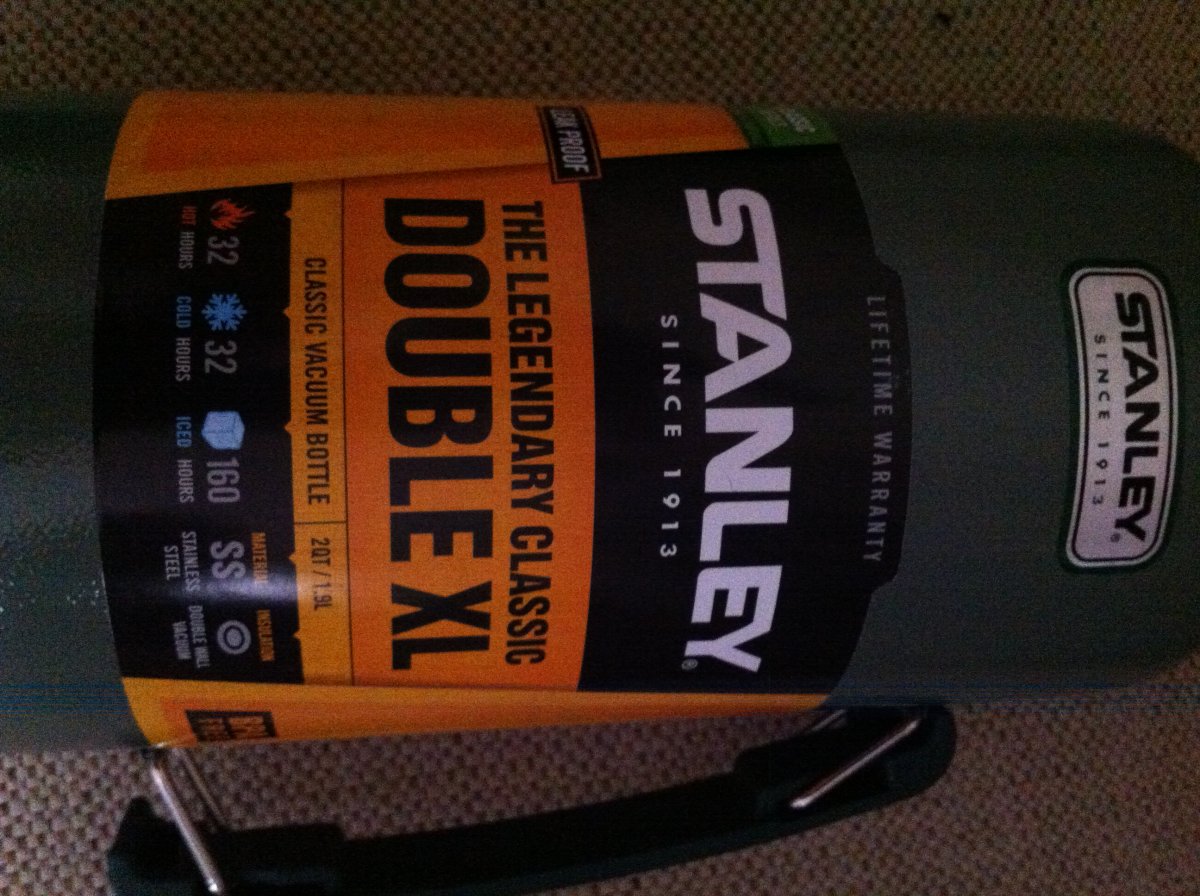 STANLEY®
SINCE 1913
LIFETIME WARRANTY
STANLEY®
SINCE 1913
LEAK PROOF
THE LEGENDARY CLASSIC
DOUBLE XL
CLASSIC VACUUM BOTTLE
2QT / 1.9L
32
HOT HOURS
32
COLD HOURS
160
ICED HOURS
MATERIAL
SS
STAINLESS
STEEL
INSULATION
DOUBLE WALL
VACUUM